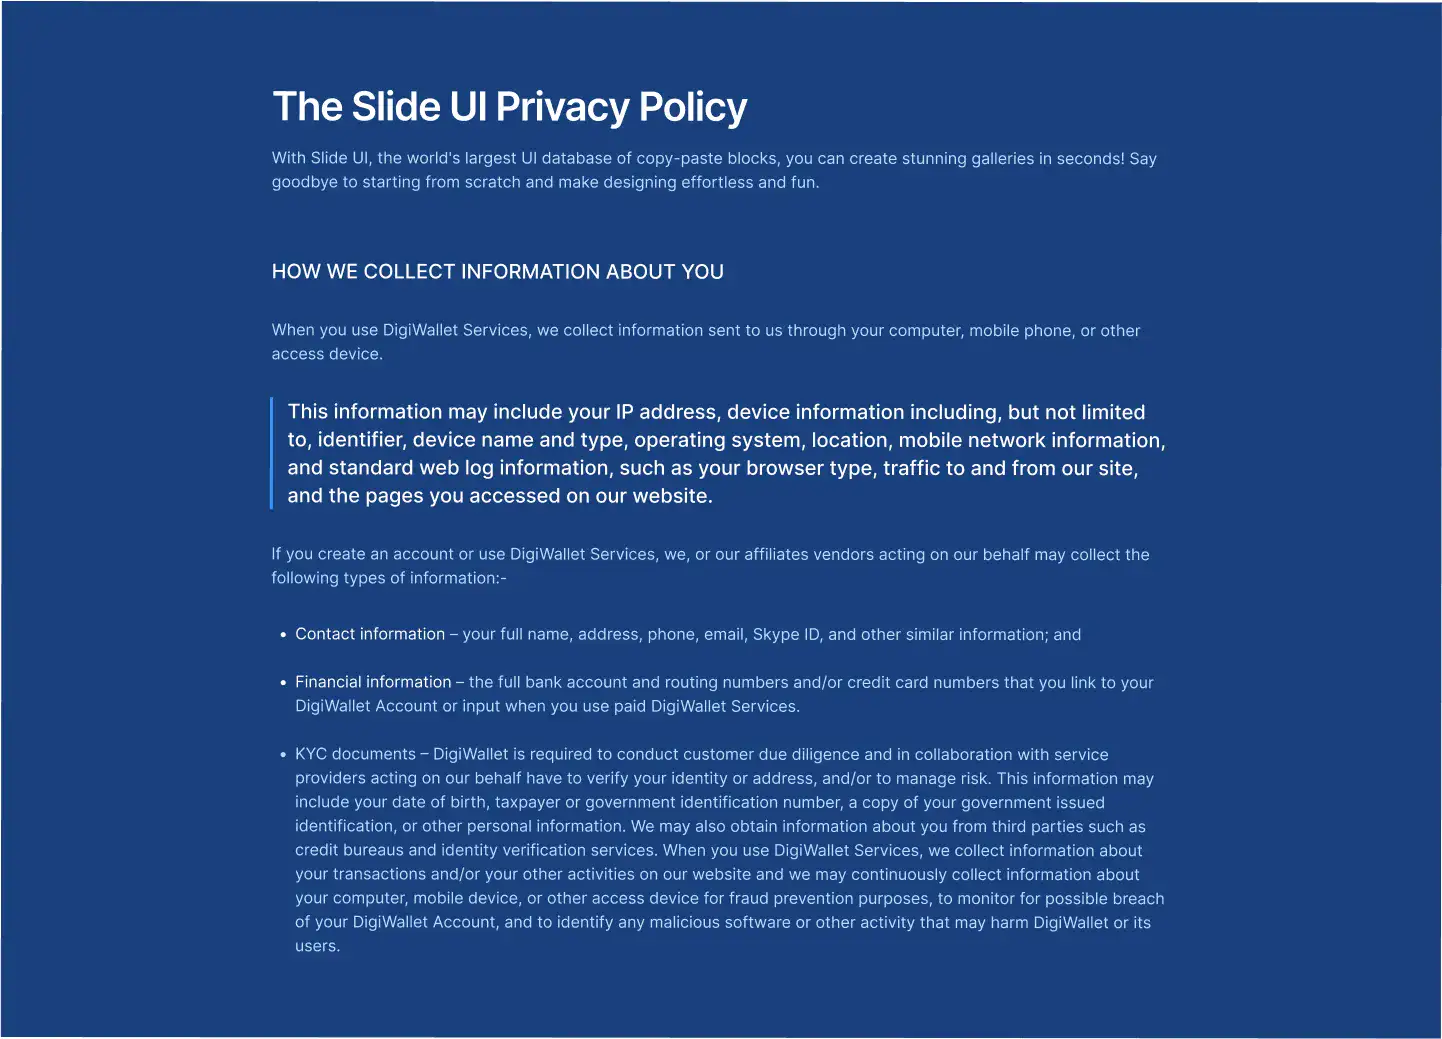 The Slide UI Privacy Policy
With Slide UI, the world's largest UI database of copy-paste blocks, you can create stunning galleries in seconds! Say
goodbye to starting from scratch and make designing effortless and fun.
HOW WE COLLECT INFORMATION ABOUT YOU
When you use DigiWallet Services, we collect information sent to us through your computer, mobile phone, or other
access device.
This information may include your IP address, device information including, but not limited
to, identifier, device name and type, operating system, location, mobile network information,
and standard web log information, such as your browser type, traffic to and from our site,
and the pages you accessed on our website.
If you create an account or use DigiWallet Services, we, or our affiliates vendors acting on our behalf may collect the
following types of information:-
• Contact information – your full name, address, phone, email, Skype ID, and other similar information; and
• Financial information – the full bank account and routing numbers and/or credit card numbers that you link to your
DigiWallet Account or input when you use paid DigiWallet Services.
• KYC documents – DigiWallet is required to conduct customer due diligence and in collaboration with service
providers acting on our behalf have to verify your identity or address, and/or to manage risk. This information may
include your date of birth, taxpayer or government identification number, a copy of your government issued
identification, or other personal information. We may also obtain information about you from third parties such as
credit bureaus and identity verification services. When you use DigiWallet Services, we collect information about
your transactions and/or your other activities on our website and we may continuously collect information about
your computer, mobile device, or other access device for fraud prevention purposes, to monitor for possible breach
of your DigiWallet Account, and to identify any malicious software or other activity that may harm DigiWallet or its
users.